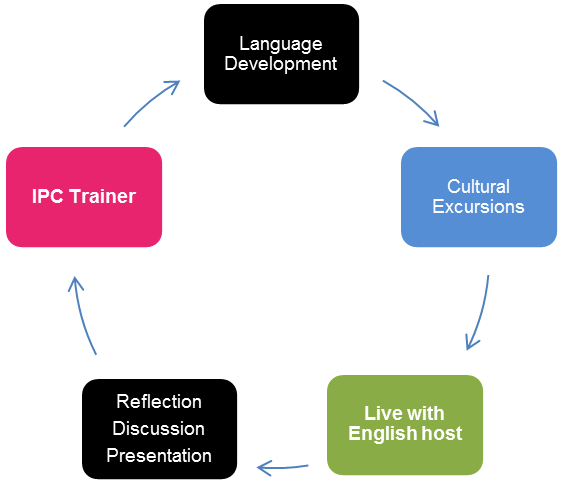 Language
Development
Cultural
Excursions
Live with
English host
Reflection
Discussion
Presentation
IPC Trainer